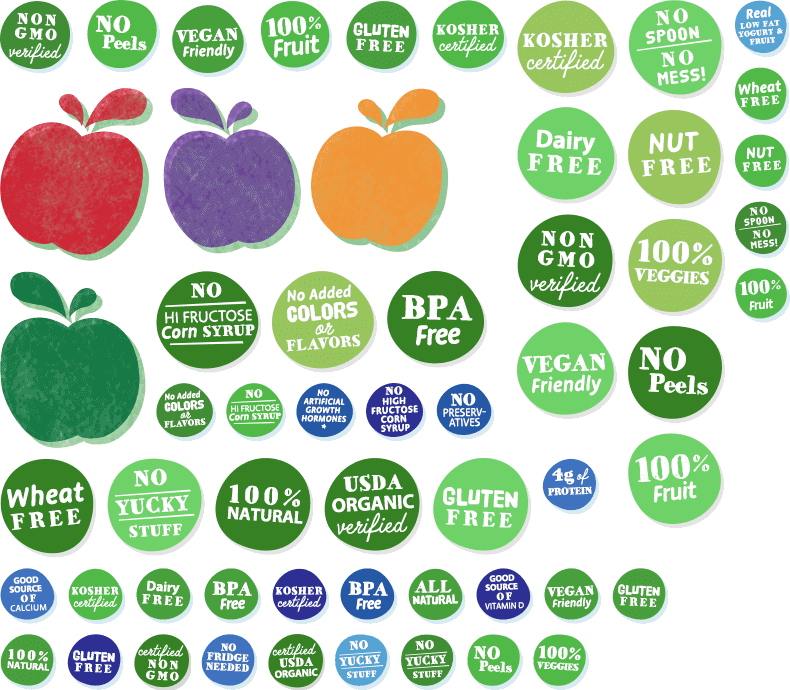 NON
GMO
verified
NO
Peels
VEGAN
Friendly
100%
Fruit
GLUTEN
FREE
KOSHER
certified
KOSHER
certified
NO
SPOON
NO
MESS!
Real
LOW FAT
YOGURT &
FRUIT
Wheat
FREE
Dairy
FREE
NUT
FREE
NUT
FREE
NO
SPOON
NO
MESS!
NON
GMO
verified
100%
VEGGIES
100%
Fruit
NO
HI FRUCTOSE
Corn SYRUP
No Added
COLORS
or
FLAVORS
BPA
Free
VEGAN
Friendly
NO
Peels
No Added
COLORS
or
FLAVORS
NO
HI FRUCTOSE
Corn SYRUP
NO
ARTIFICIAL
GROWTH
HORMONES
*
NO
HIGH
FRUCTOSE
CORN
SYRUP
NO
PRESERV-
ATIVES
Wheat
FREE
NO
YUCKY
STUFF
100%
NATURAL
USDA
ORGANIC
verified
GLUTEN
FREE
4g of
PROTEIN
100%
Fruit
GOOD
SOURCE
OF
CALCIUM
KOSHER
certified
Dairy
FREE
BPA
Free
KOSHER
certified
BPA
Free
ALL
NATURAL
GOOD
SOURCE
OF
VITAMIN D
VEGAN
Friendly
GLUTEN
FREE
100%
NATURAL
GLUTEN
FREE
certified
NON
GMO
NO
FRIDGE
NEEDED
certified
USDA
ORGANIC
NO
YUCKY
STUFF
NO
YUCKY
STUFF
NO
Peels
100%
VEGGIES